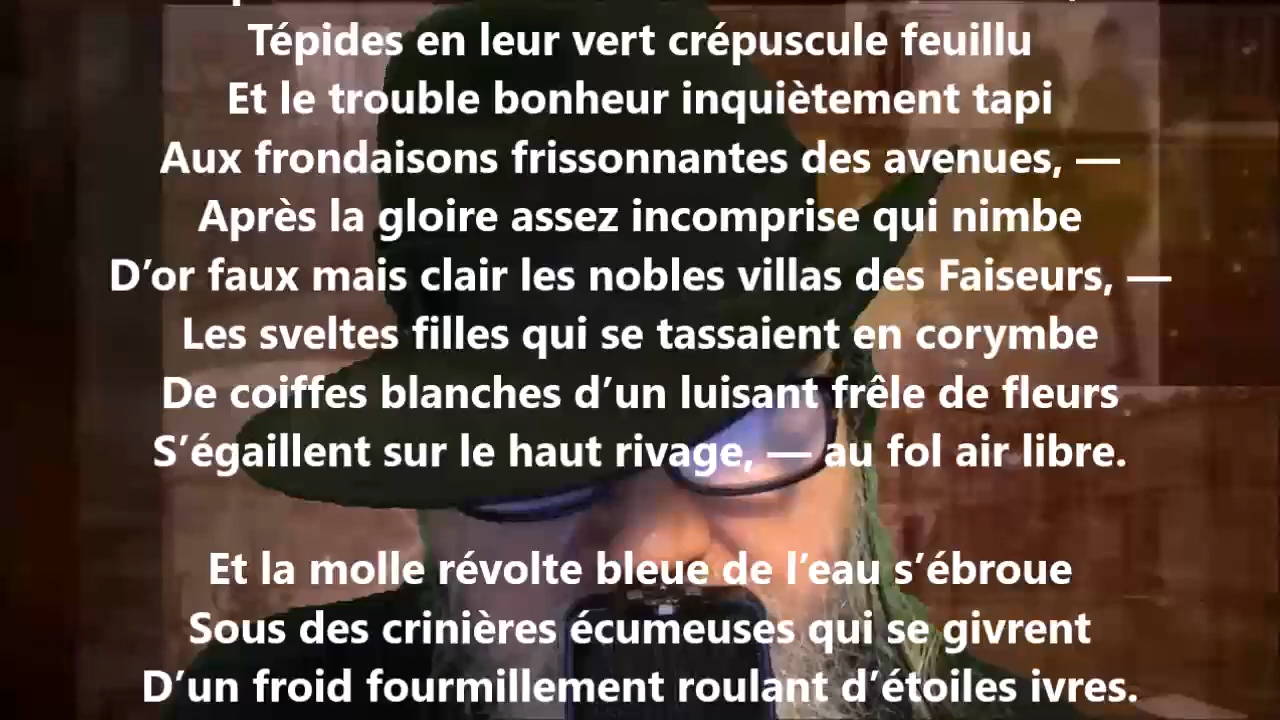 Tépides en leur vert crépuscule feuillu
Et le trouble bonheur inquiètement tapi
Aux frondaisons frissonnantes des avenues, —
Après la gloire assez incomprise qui nimbe
D’or faux mais clair les nobles villas des Faiseurs, —
Les sveltes filles qui se tassaient en corymbe
De coiffes blanches d’un luisant frêle de fleurs
S’égaillent sur le haut rivage, — au fol air libre.
Et la molle révolte bleue de l’eau s’ébroue
Sous des crinières écumeuses qui se givrent
D’un froid fourmillement roulant d’étoiles ivres.